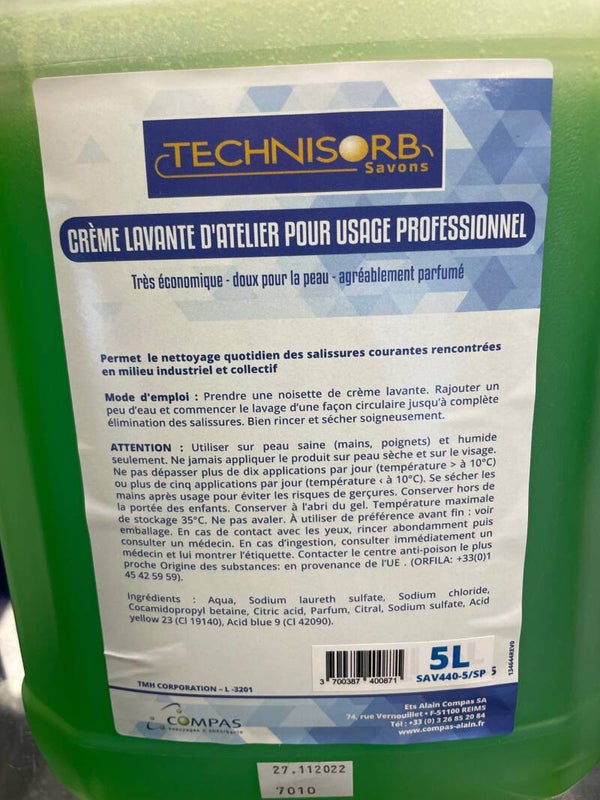 TECHNISORB
Savons
CRÈME LAVANTE D'ATELIER POUR USAGE PROFESSIONNEL
Très économique - doux pour la peau - agréablement parfumé
Permet le nettoyage quotidien des salissures courantes rencontrées
en milieu industriel et collectif
Mode d'emploi : Prendre une noisette de crème lavante. Rajouter un
peu d'eau et commencer le lavage d'une façon circulaire jusqu'à complète
élimination des salissures. Bien rincer et sécher soigneusement.
ATTENTION : Utiliser sur peau saine (mains, poignets) et humide
seulement. Ne jamais appliquer le produit sur peau sèche et sur le visage.
Ne pas dépasser plus de dix applications par jour (température > à 10°C)
ou plus de cinq applications par jour (température < à 10°C). Se sécher les
mains après usage pour éviter les risques de gerçures. Conserver hors de
la portée des enfants. Conserver à l'abri du gel. Température maximale
de stockage 35°C. Ne pas avaler. À utiliser de préférence avant fin : voir
emballage. En cas de contact avec les yeux, rincer abondamment puis
consulter un médecin. En cas d'ingestion, consulter immédiatement un
médecin et lui montrer l'étiquette. Contacter le centre anti-poison le plus
proche Origine des substances: en provenance de l'UE . (ORFILA: +33(0)1
45 42 59 59).
Ingrédients : Aqua, Sodium laureth sulfate, Sodium chloride,
Cocamidopropyl betaine, Citric acid, Parfum, Citral, Sodium sulfate, Acid
yellow 23 (CI 19140), Acid blue 9 (CI 42090).
5L
SAV440-5/SP
3 700387 400871
134644REV0
TMH CORPORATION - L -3201
COMPAS
nettoyages & absorbants
Ets Alain Compas SA
74, rue Vernouillet • F-51100 REIMS
Tél : +33 (0) 3 26 85 20 84
www.compas-alain.fr
27.112022
7010